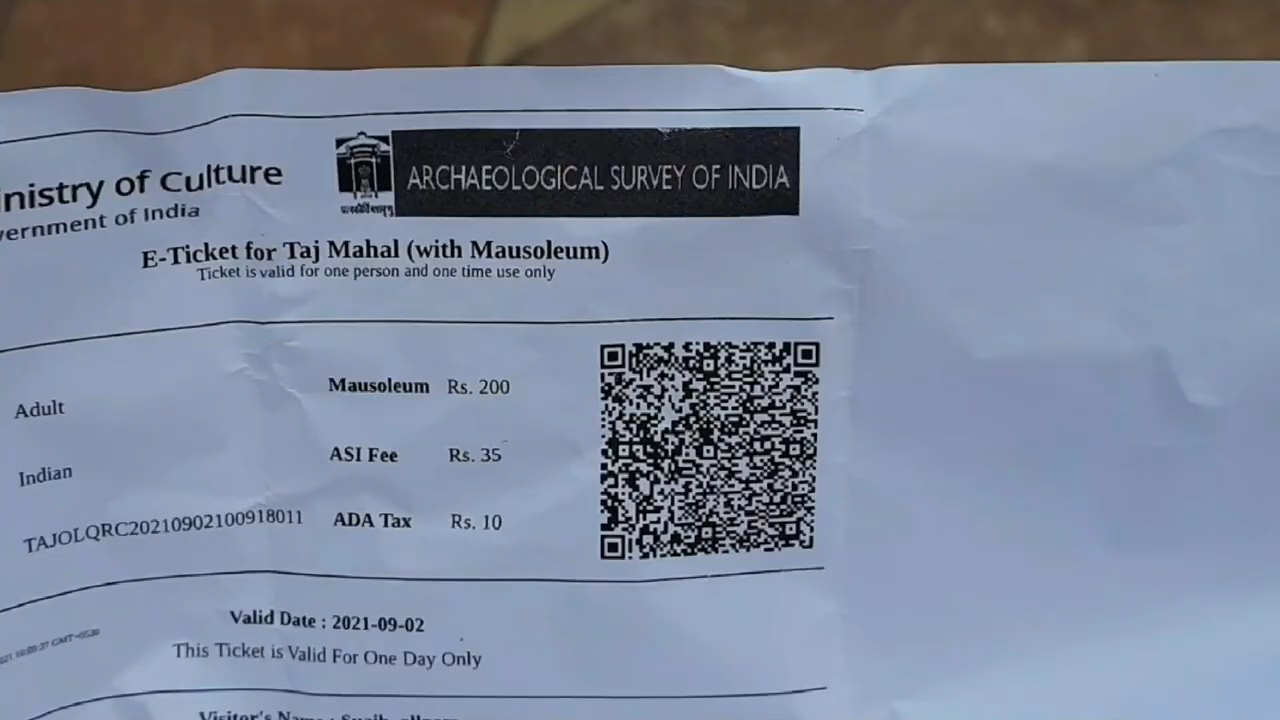 inistry of Culture
vernment of India
ARCHAEOLOGICAL SURVEY OF INDIA
E-Ticket for Taj Mahal (with Mausoleum)
Ticket is valid for one person and one time use only
Adult
Mausoleum Rs. 200
ASI Fee Rs. 35
Indian
TAJOLQRC20210902100918011
ADA Tax Rs. 10
Valid Date : 2021-09-02
This Ticket is Valid For One Day Only
Visitor's Name :